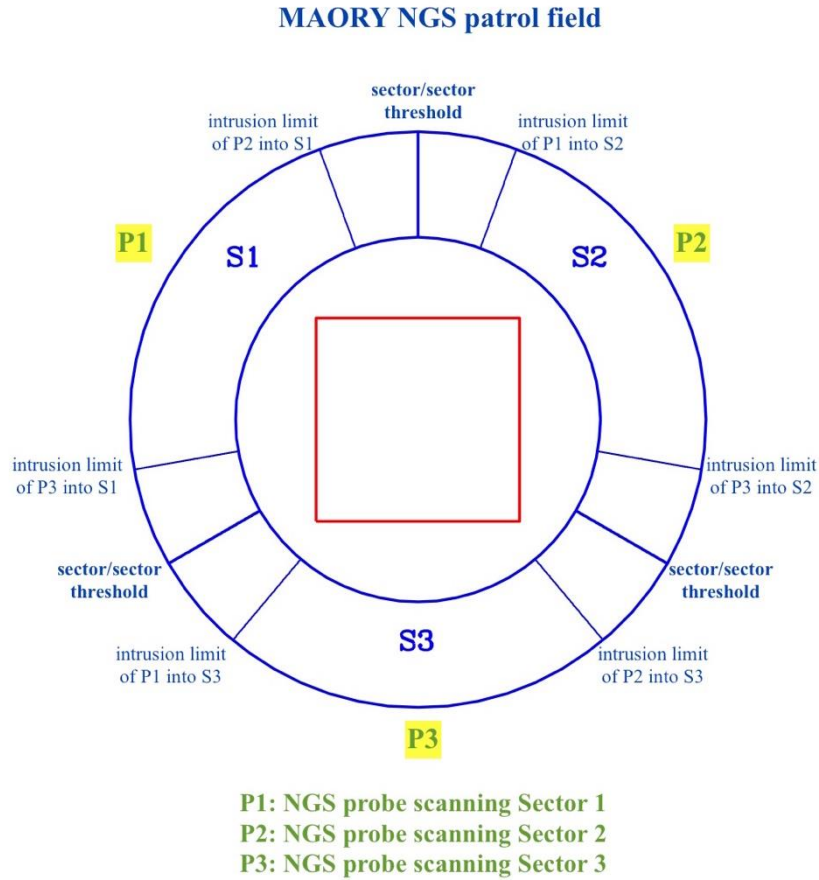 MAORY NGS patrol field
sector/sector
threshold
intrusion limit
of P2 into S1
intrusion limit
of P1 into S2
P1
P2
S1
S2
intrusion limit
of P3 into S1
intrusion limit
of P3 into S2
sector/sector
threshold
sector/sector
threshold
S3
intrusion limit
of P1 into S3
intrusion limit
of P2 into S3
P3
P1: NGS probe scanning Sector 1
P2: NGS probe scanning Sector 2
P3: NGS probe scanning Sector 3